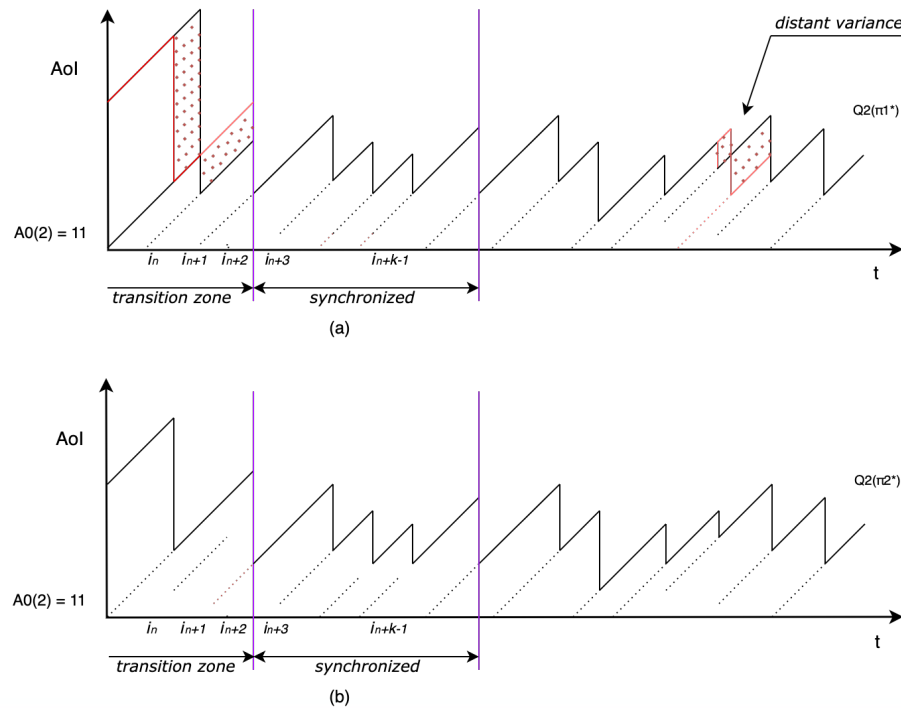 distant variance
AoI
Q2(π1*)
A0(2) = 11
in in+1 in+2 in+3 in+k-1
t
transition zone synchronized
(a)
AoI
Q2(π2*)
A0(2) = 11
in in+1 in+2 in+3 in+k-1
t
transition zone synchronized
(b)